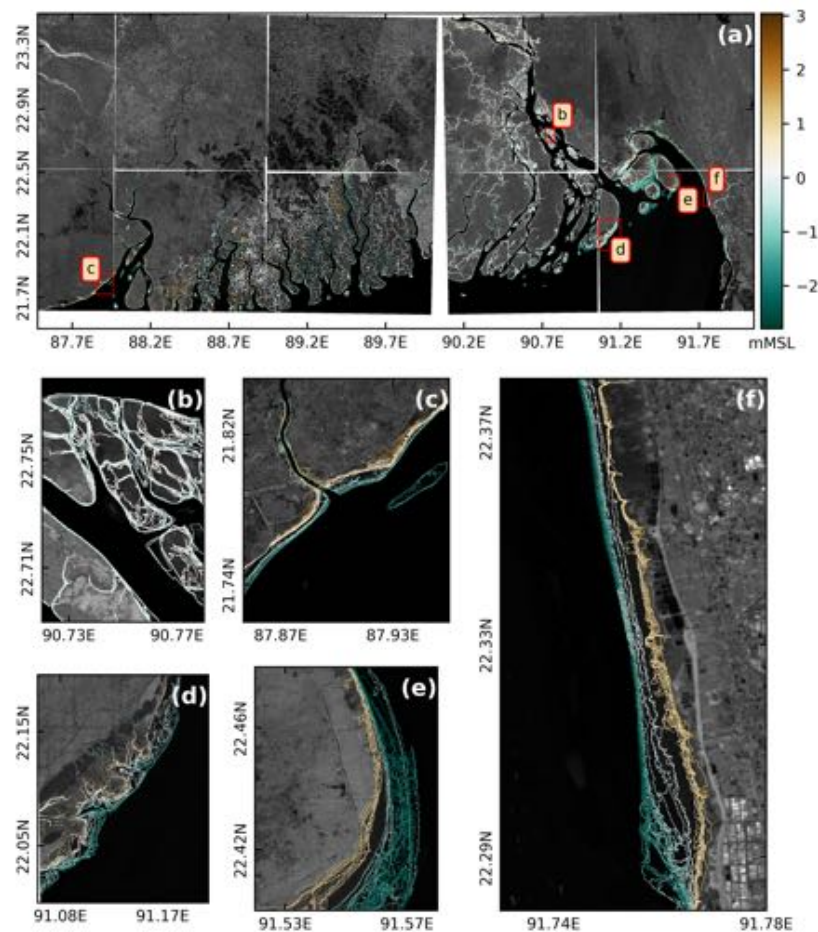 (a)
23.3N
22.9N
22.5N
22.1N
21.7N
b
c
d
e
f
87.7E 88.2E 88.7E 89.2E 89.7E 90.2E 90.7E 91.2E 91.7E
3
2
1
0
−1
−2
mMSL
(b)
22.75N
22.71N
90.73E 90.77E
(c)
21.82N
21.74N
87.87E 87.93E
(d)
22.15N
22.05N
91.08E 91.17E
(e)
22.46N
22.42N
91.53E 91.57E
(f)
22.37N
22.33N
22.29N
91.74E 91.78E